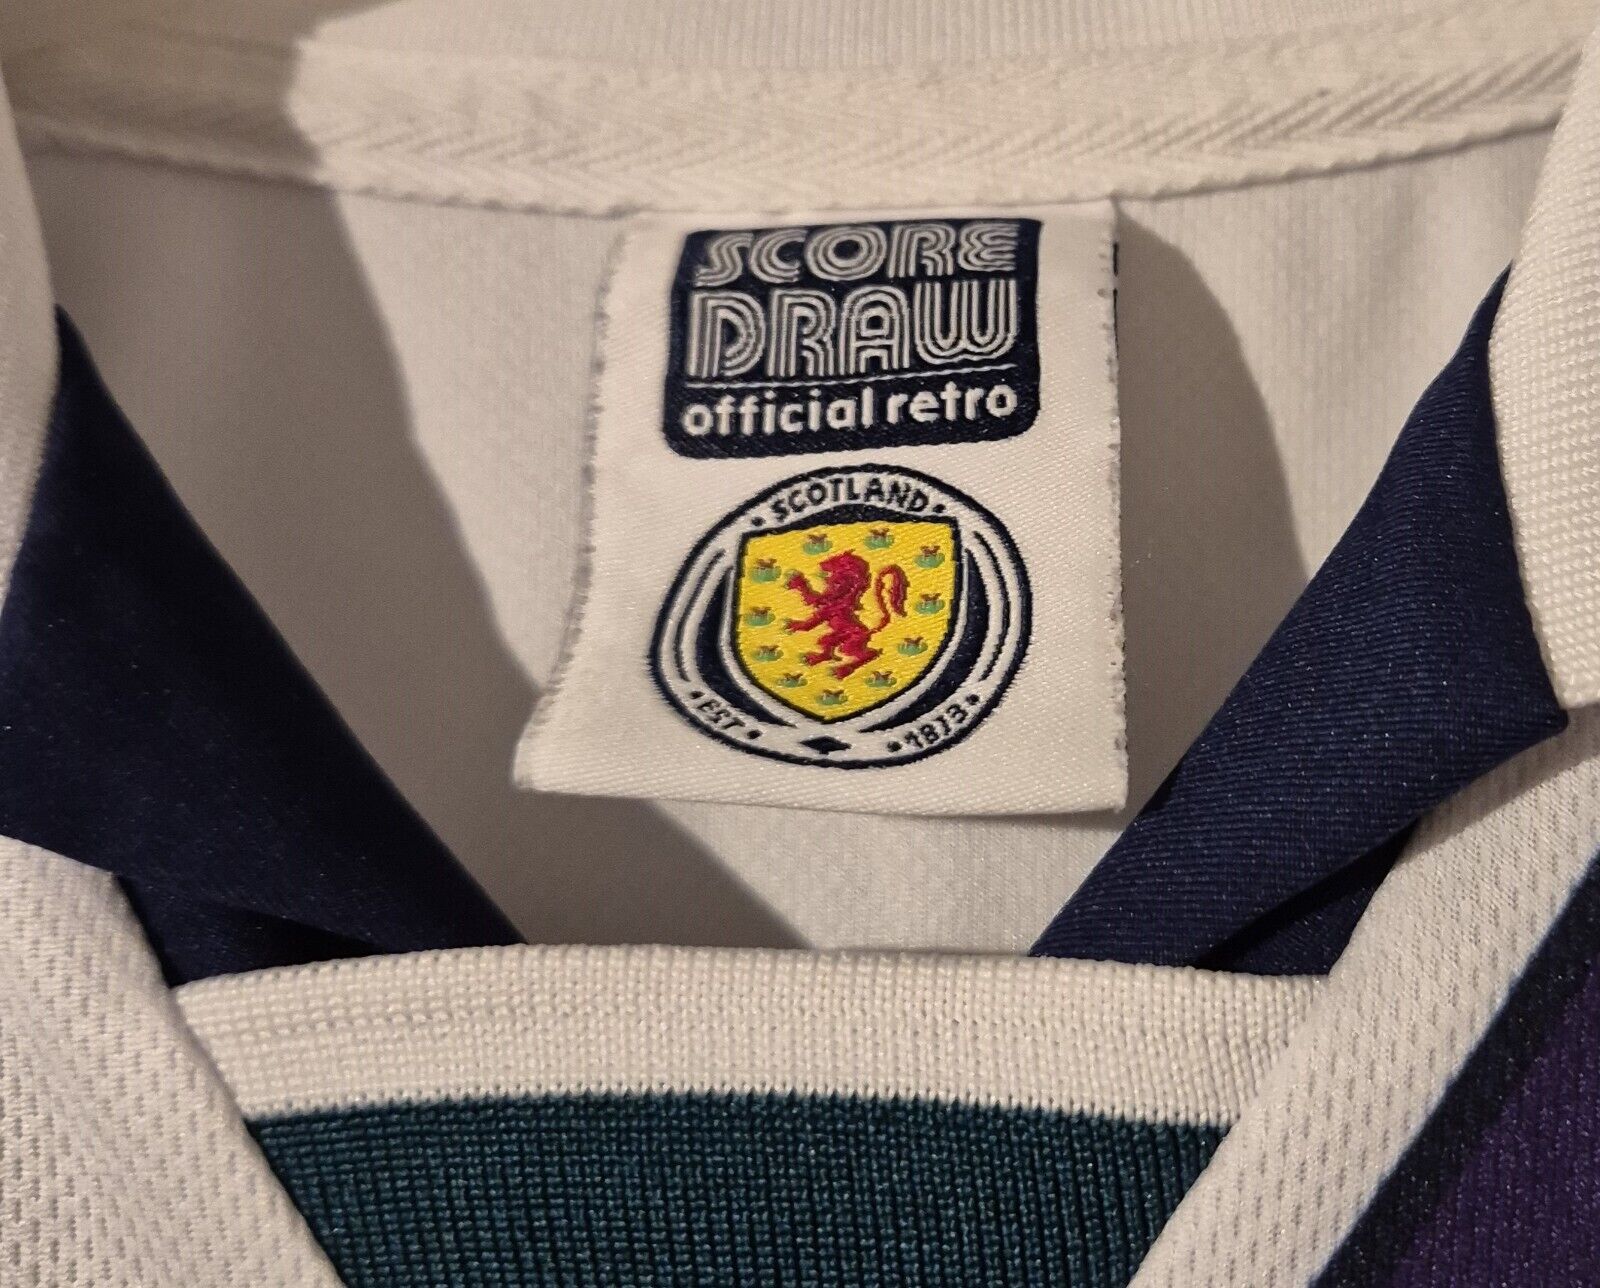 SCORE
DRAW
official retro
SCOTLAND
EST 1873